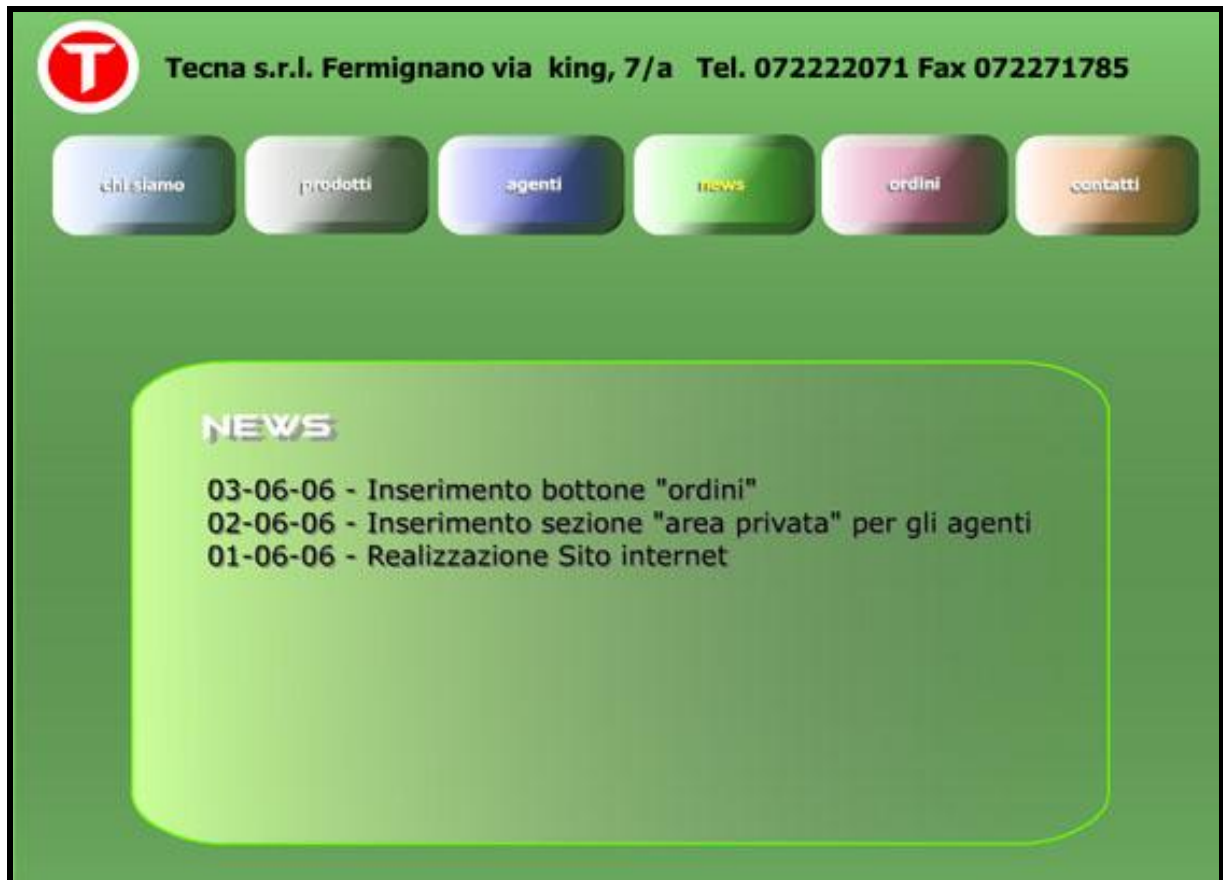 T
Tecna s.r.l. Fermignano via king, 7/a Tel. 072222071 Fax 072271785
chi siamo
prodotti
agenti
news
ordini
contatti
NEWS
03-06-06 - Inserimento bottone "ordini"
02-06-06 - Inserimento sezione "area privata" per gli agenti
01-06-06 - Realizzazione Sito internet